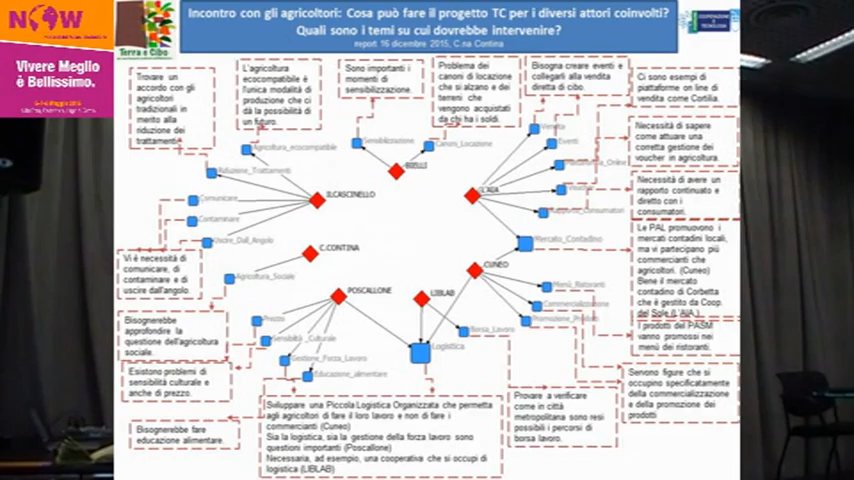 NOW
Vivere Meglio
è Bellissimo.
Terra e Cibo
Incontro con gli agricoltori: Cosa può fare il progetto TC per i diversi attori coinvolti?
Quali sono i temi su cui dovrebbe intervenire?
report 16 dicembre 2015, C.na Contina
COOPERAZIONE E
TECNOLOGIA
Trovare un
accordo con gli
agricoltori
tradizionali in
merito alla
riduzione dei
trattamenti.
L'agricoltura
ecocompatibile è
l'unica modalità di
produzione che ci
dà la possibilità di
un futuro.
Sono importanti i
momenti di
sensibilizzazione.
Problema dei
canoni di locazione
che si alzano e dei
terreni che
vengono acquistati
da chi ha i soldi.
Bisogna creare eventi e
collegarli alla vendita
diretta di cibo.
Ci sono esempi di
piattaforme on line di
vendita come Cortilia.
Necessità di sapere
come attuare una
corretta gestione dei
voucher in agricoltura.
Necessità di avere un
rapporto continuato e
diretto con i
consumatori.
Le PAL promuovono i
mercati contadini locali,
ma vi partecipano più
commercianti che
agricoltori. (Cuneo)
Bene il mercato
contadino di Corbetta
che è gestito da Coop.
del Sole (L'AIA.)
I prodotti del PASM
vanno promossi nei
menù dei ristoranti.
Servono figure che si
occupino specificatamente
della commercializzazione
e della promozione dei
prodotti
Agricoltura_ecocompatibile
Riduzione_Trattamenti
Sensibilizzazione
Canoni_Locazione
BIELLI
Vendita
Eventi
L'AIA
ILCASCINELLO
Comunicare
Contaminare
Uscire_Dall_Angolo
Mercato_Contadino
C.CONTINA
CUNEO
Agricoltura_Sociale
POSCALLONE
LIBLAB
Menù_Ristoranti
Commercializzazione
Promozione_Prodotti
Prezzo
Sensibilità_Culturale
Gestione_Forza_Lavoro
Educazione_alimentare
Logistica
Borsa_Lavoro
Vi è necessità di
comunicare, di
contaminare e di
uscire dall'angolo.
Bisognerebbe
approfondire la
questione dell'agricoltura
sociale.
Esistono problemi di
sensibilità culturale e
anche di prezzo.
Bisognerebbe fare
educazione alimentare.
Sviluppare una Piccola Logistica Organizzata che permetta
agli agricoltori di fare il loro lavoro e non di fare i
commercianti (Cuneo)
Sia la logistica, sia la gestione della forza lavoro sono
questioni importanti (Poscallone)
Necessaria, ad esempio, una cooperativa che si occupi di
logistica (LIBLAB)
Provare a verificare
come in città
metropolitana sono resi
possibili i percorsi di
borsa lavoro.